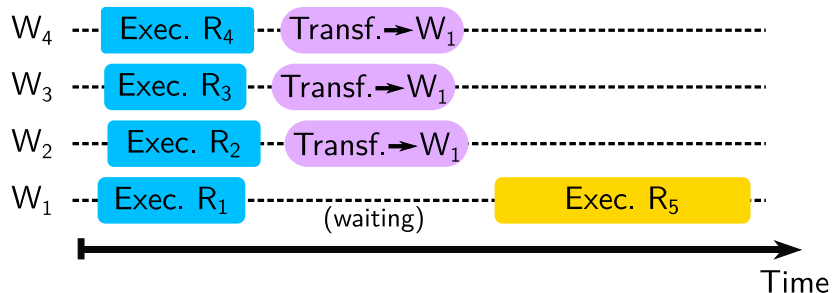 W₄ Exec. R₄ Transf.→W₁
W₃ Exec. R₃ Transf.→W₁
W₂ Exec. R₂ Transf.→W₁
W₁ Exec. R₁ (waiting) Exec. R₅
Time